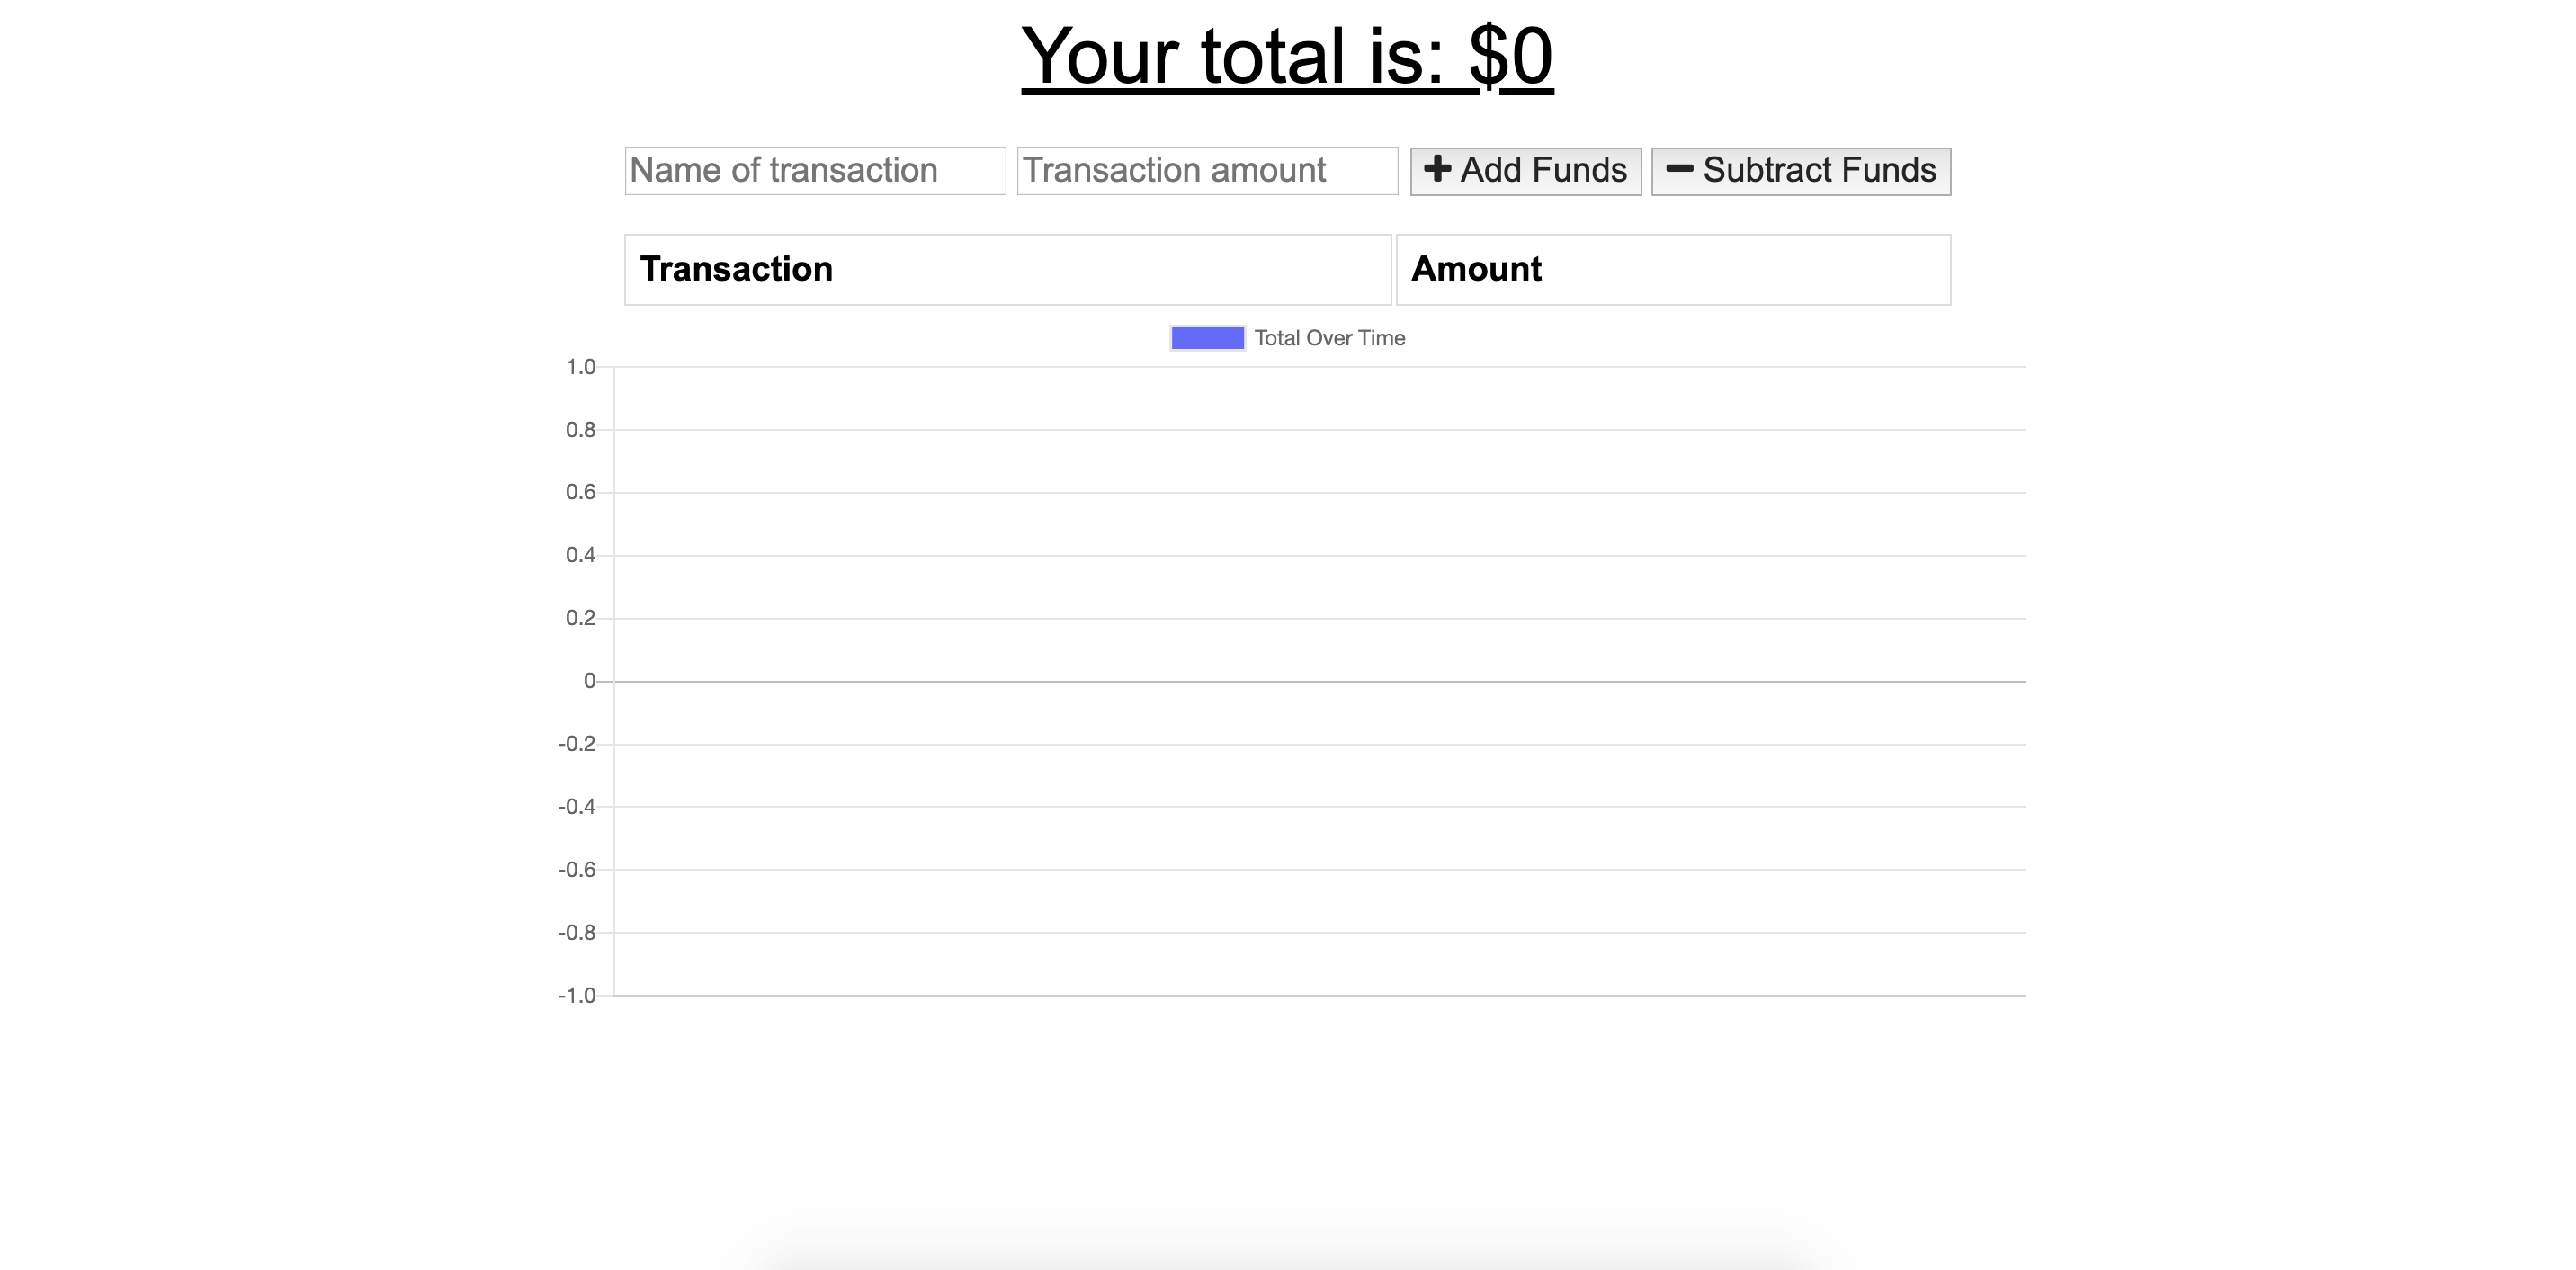 Your total is: $0
Name of transaction Transaction amount + Add Funds − Subtract Funds
Transaction Amount
Total Over Time
1.0
0.8
0.6
0.4
0.2
0
-0.2
-0.4
-0.6
-0.8
-1.0